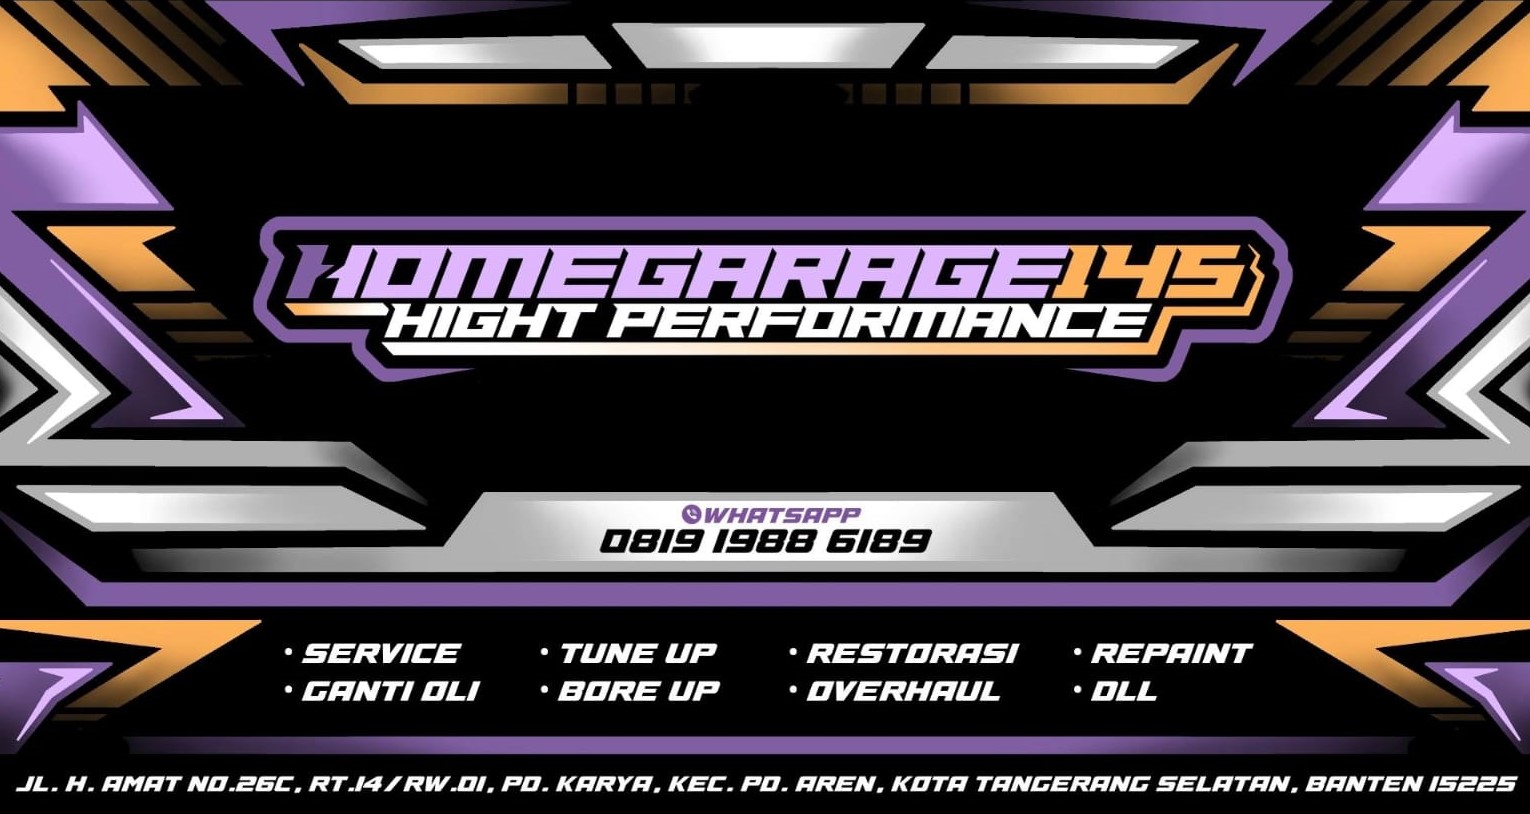 HOMEGARAGE145
HIGHT PERFORMANCE
WHATSAPP
0819 1988 6189
• SERVICE
• GANTI OLI
• TUNE UP
• BORE UP
• RESTORASI
• OVERHAUL
• REPAINT
• DLL
JL. H. AMAT NO.26C, RT.14/RW.01, PD. KARYA, KEC. PD. AREN, KOTA TANGERANG SELATAN, BANTEN 15225